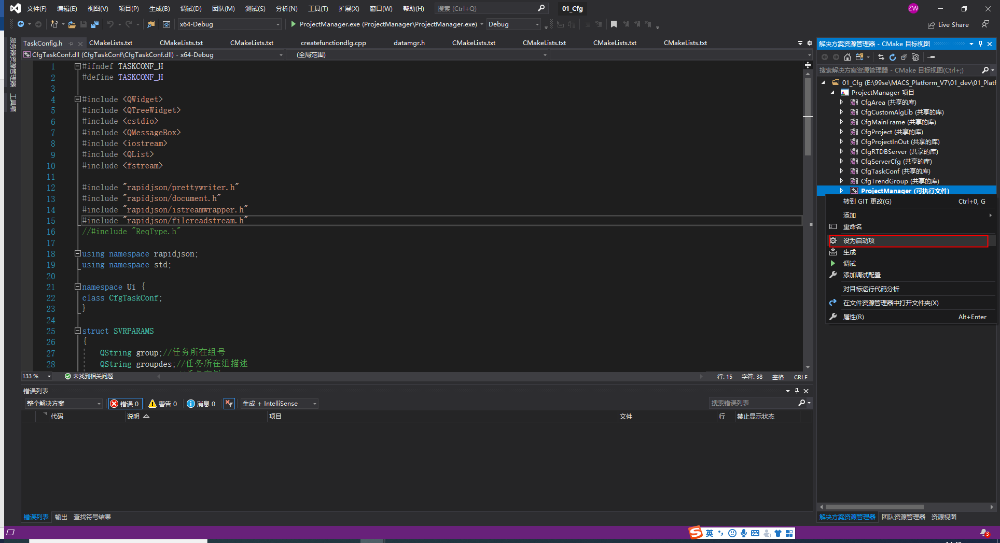 文件(F) 编辑(E) 视图(V) 项目(P) 生成(B) 调试(D) 团队(M) 测试(S) 分析(N) 工具(T) 扩展(X) 窗口(W) 帮助(H) 搜索 (Ctrl+Q) 01_Cfg ZW
x64-Debug ProjectManager.exe (ProjectManager\ProjectManager.exe) Debug Live Share
服务器资源管理器
工具箱
TaskConfig.h CMakeLists.txt CMakeLists.txt CMakeLists.txt createfunctiondlg.cpp datamgr.h CMakeLists.txt CMakeLists.txt CMakeLists.txt CMakeLists.txt
CfgTaskConf.dll (CfgTaskConf\CfgTaskConf.dll) - x64-Debug (全局范围)
1 #ifndef TASKCONF_H
2 #define TASKCONF_H
3
4 #include <QWidget>
5 #include <QTreeWidget>
6 #include <cstdio>
7 #include <QMessageBox>
8 #include <iostream>
9 #include <QList>
10 #include <fstream>
11
12 #include "rapidjson/prettywriter.h"
13 #include "rapidjson/document.h"
14 #include "rapidjson/istreamwrapper.h"
15 #include "rapidjson/filereadstream.h"
16 //#include "ReqType.h"
17
18 using namespace rapidjson;
19 using namespace std;
20
21 namespace Ui {
22 class CfgTaskConf;
23 }
24
25 struct SVRPARAMS
26 {
27 QString group;//任务所在组号
28 QString groupdes;//任务所在组描述
133 % 未找到相关问题 行: 15 字符: 38 空格 CRLF
错误列表
整个解决方案 错误 0 警告 0 消息 0 生成 + IntelliSense 搜索错误列表
代码 说明 项目 文件 行 禁止显示状态
错误列表 输出 查找符号结果
解决方案资源管理器 - CMake 目标视图
搜索解决方案资源管理器 - CMake 目标视图(Ctrl+;)
01_Cfg (E:\99se\MACS_Platform_V7\01_dev\01_Platf
ProjectManager 项目
CfgArea (共享的库)
CfgCustomAlgLib (共享的库)
CfgMainFrame (共享的库)
CfgProject (共享的库)
CfgProjectInOut (共享的库)
CfgRTDBServer (共享的库)
CfgServerCfg (共享的库)
CfgTaskConf (共享的库)
CfgTrendGroup (共享的库)
ProjectManager (可执行文件)
转到 GIT 更改(G) Ctrl+0, G
添加
重命名
设为启动项
生成
调试
添加调试配置
对目标运行代码分析
在文件资源管理器中打开文件夹(X)
属性(R) Alt+Enter
解决方案资源管理器 团队资源管理器 资源视图
S 英 3